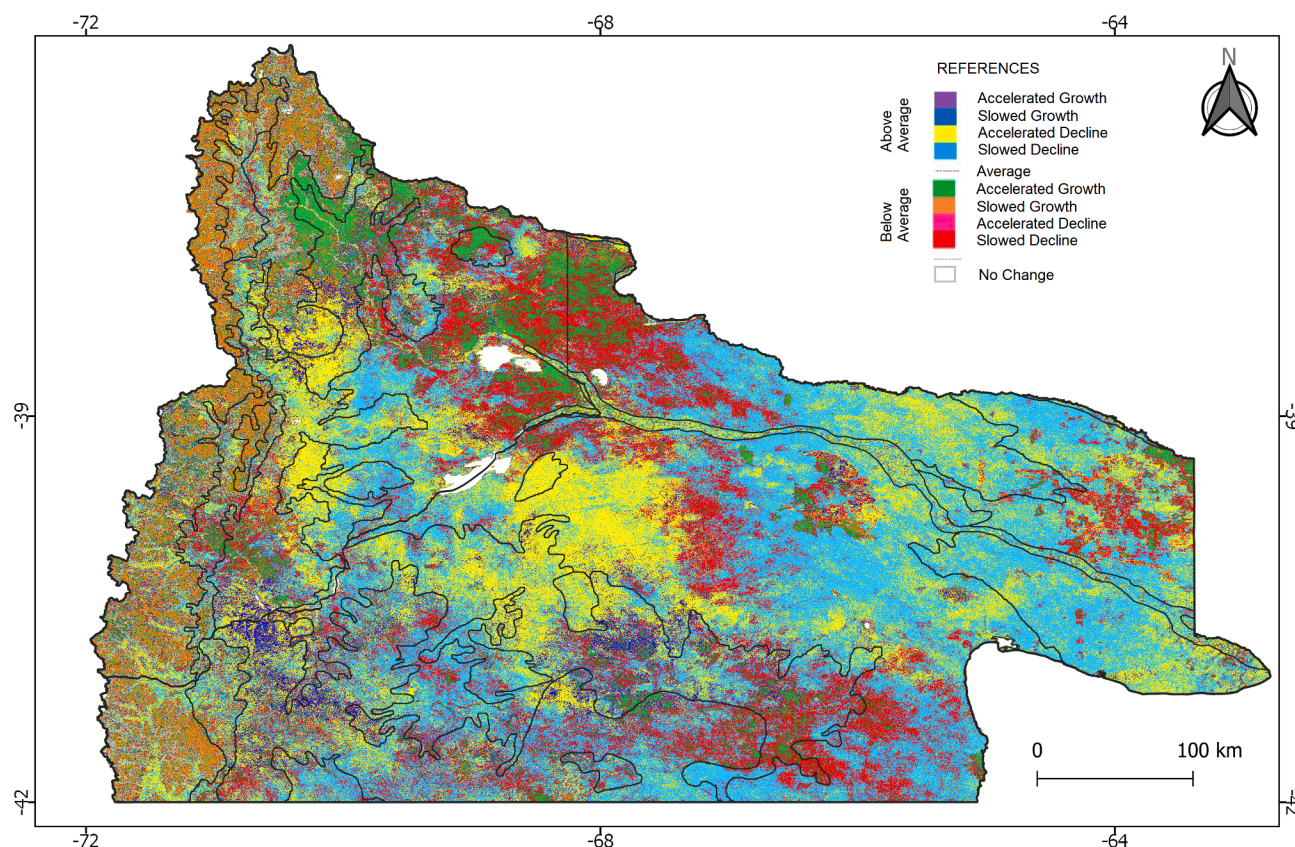 -72
-68
-64
N
REFERENCES
Above
Average
Accelerated Growth
Slowed Growth
Accelerated Decline
Slowed Decline
Average
Below
Average
Accelerated Growth
Slowed Growth
Accelerated Decline
Slowed Decline
No Change
-39
-39
0
100 km
-42
-42
-72
-68
-64